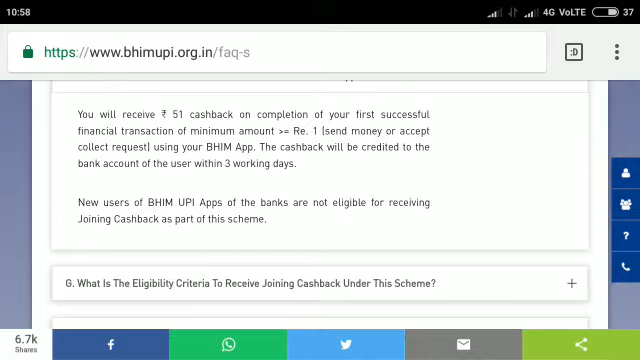 10:58
4G VoLTE 37
https://www.bhimupi.org.in/faq-s
:D
You will receive ₹ 51 cashback on completion of your first successful
financial transaction of minimum amount >= Re. 1 (send money or accept
collect request) using your BHIM App. The cashback will be credited to the
bank account of the user within 3 working days.
New users of BHIM UPI Apps of the banks are not eligible for receiving
Joining Cashback as part of this scheme.
G. What Is The Eligibility Criteria To Receive Joining Cashback Under This Scheme?
6.7k
Shares